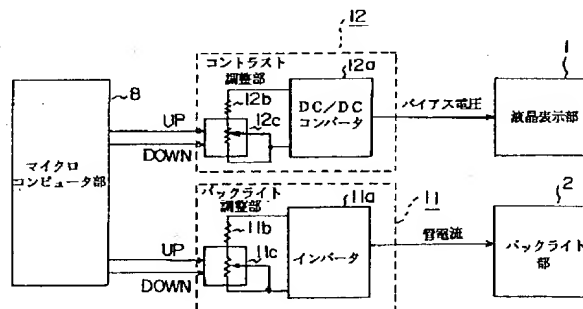 12
コントラスト
調整部
12a
12b
12c
DC／DC
コンバータ
バイアス電圧
1
液晶表示部
8
UP
DOWN
マイクロ
コンピュータ部
バックライト
調整部
11a
11
11b
11c
インバータ
管電流
2
バックライト
部
UP
DOWN